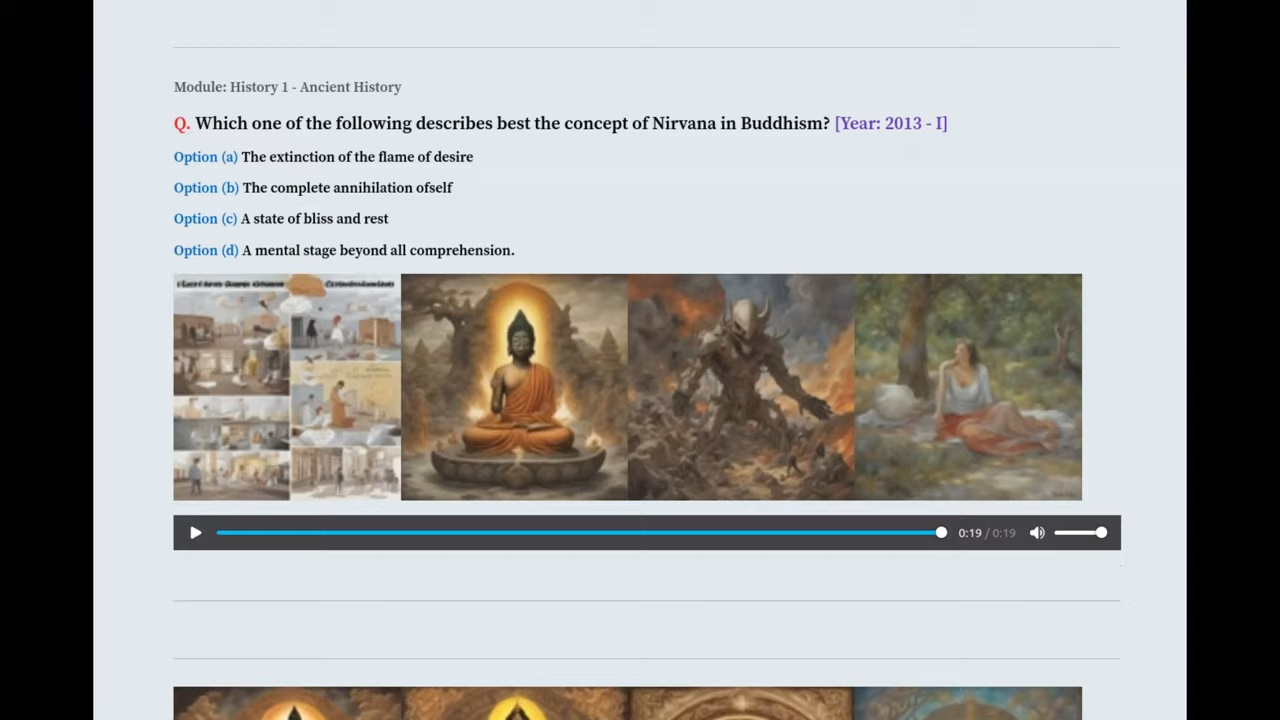 Module: History 1 - Ancient History
Q. Which one of the following describes best the concept of Nirvana in Buddhism? [Year: 2013 - I]
Option (a) The extinction of the flame of desire
Option (b) The complete annihilation ofself
Option (c) A state of bliss and rest
Option (d) A mental stage beyond all comprehension.
0:19 / 0:19